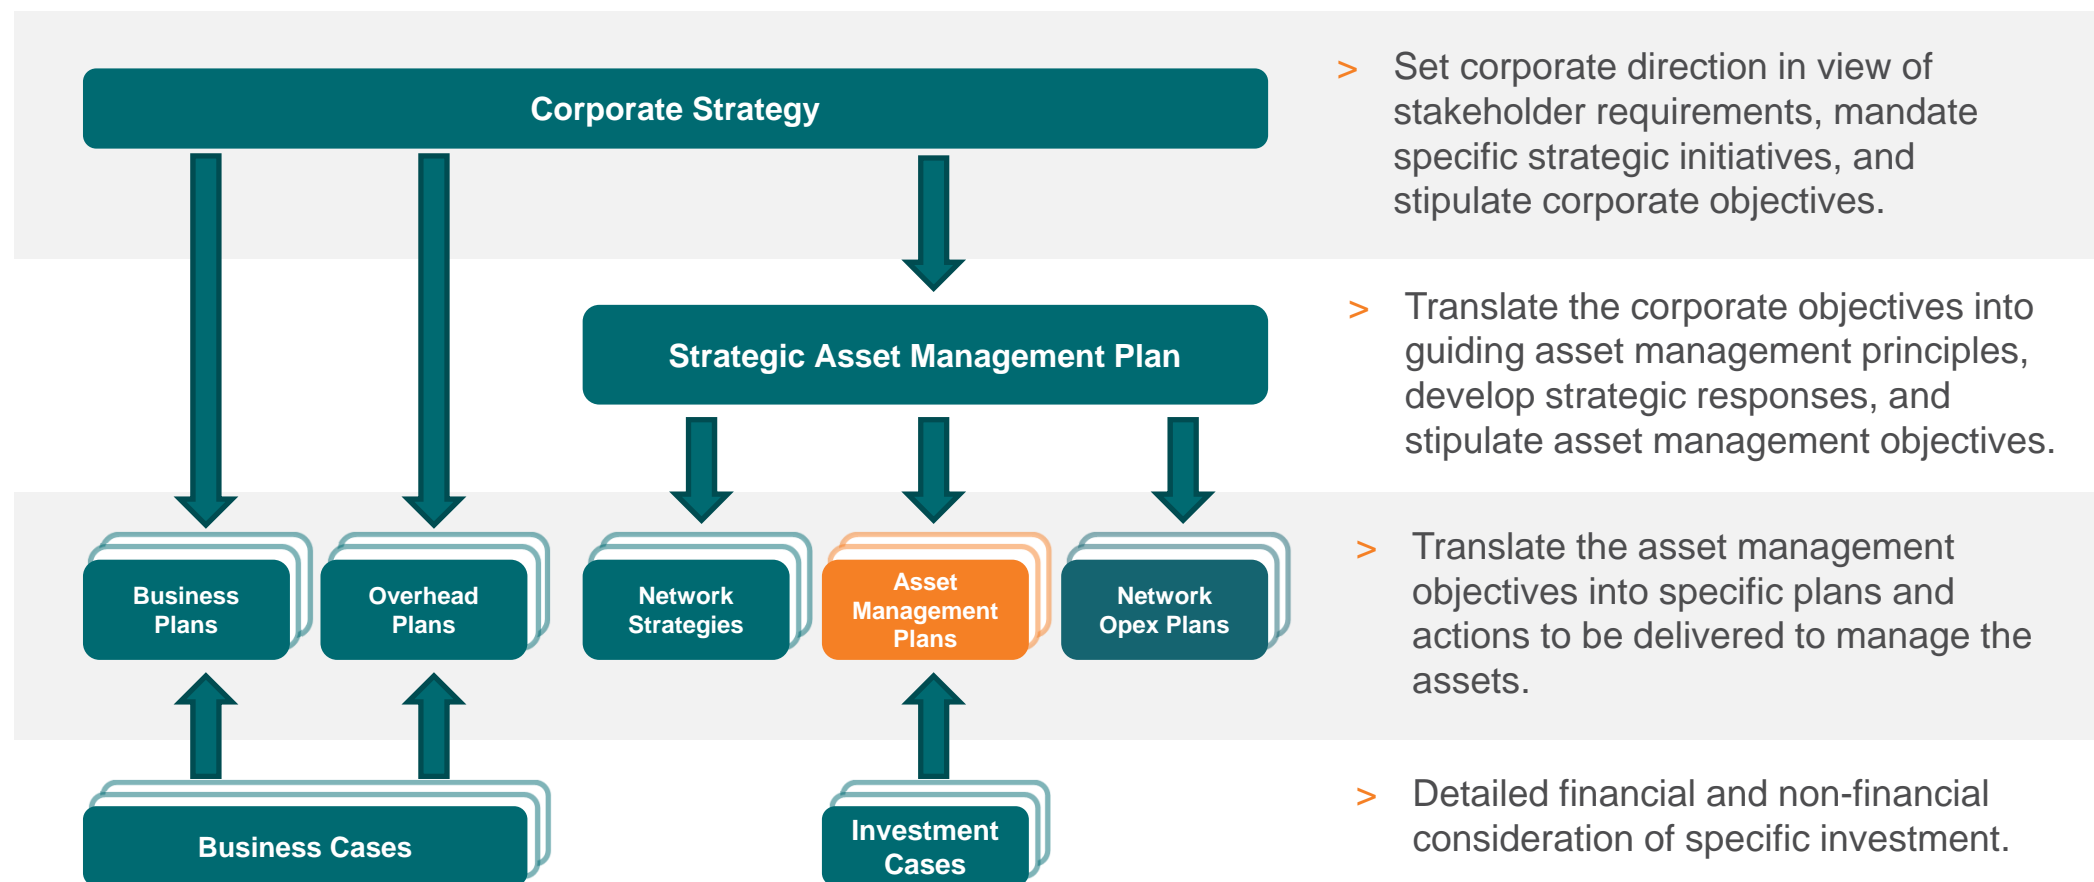 Corporate Strategy
> Set corporate direction in view of
stakeholder requirements, mandate
specific strategic initiatives, and
stipulate corporate objectives.
Strategic Asset Management Plan
> Translate the corporate objectives into
guiding asset management principles,
develop strategic responses, and
stipulate asset management objectives.
Business
Plans
Overhead
Plans
Network
Strategies
Asset
Management
Plans
Network
Opex Plans
> Translate the asset management
objectives into specific plans and
actions to be delivered to manage the
assets.
Business Cases
Investment
Cases
> Detailed financial and non-financial
consideration of specific investment.